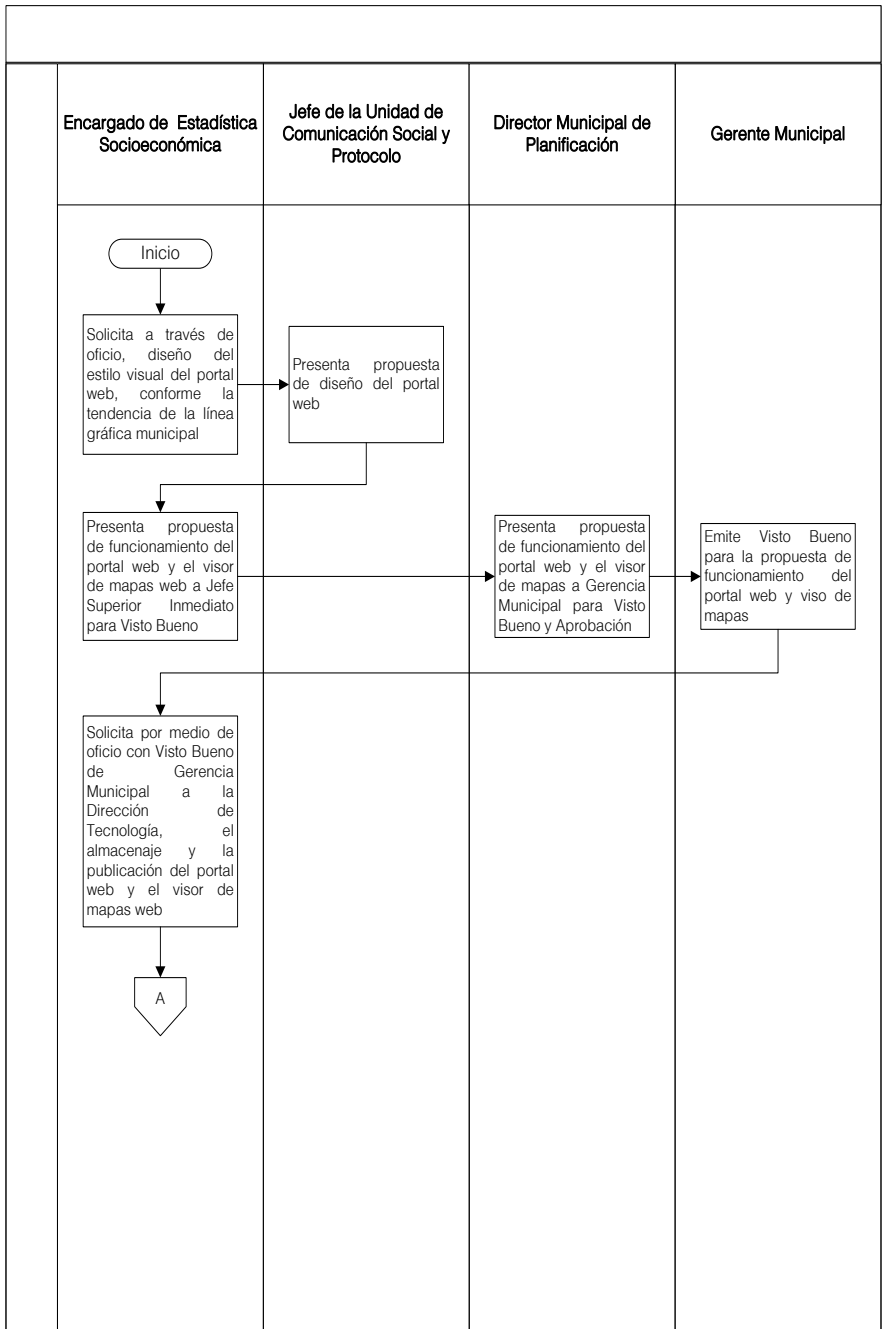 Encargado de Estadística
Socioeconómica
Jefe de la Unidad de
Comunicación Social y
Protocolo
Director Municipal de
Planificación
Gerente Municipal
Inicio
Solicita a través de
oficio, diseño del
estilo visual del portal
web, conforme la
tendencia de la línea
gráfica municipal
Presenta propuesta
de diseño del portal
web
Presenta propuesta
de funcionamiento del
portal web y el visor
de mapas web a Jefe
Superior Inmediato
para Visto Bueno
Presenta propuesta
de funcionamiento del
portal web y el visor
de mapas a Gerencia
Municipal para Visto
Bueno y Aprobación
Emite Visto Bueno
para la propuesta de
funcionamiento del
portal web y viso de
mapas
Solicita por medio de
oficio con Visto Bueno
de Gerencia
Municipal a la
Dirección de
Tecnología, el
almacenaje y la
publicación del portal
web y el visor de
mapas web
A